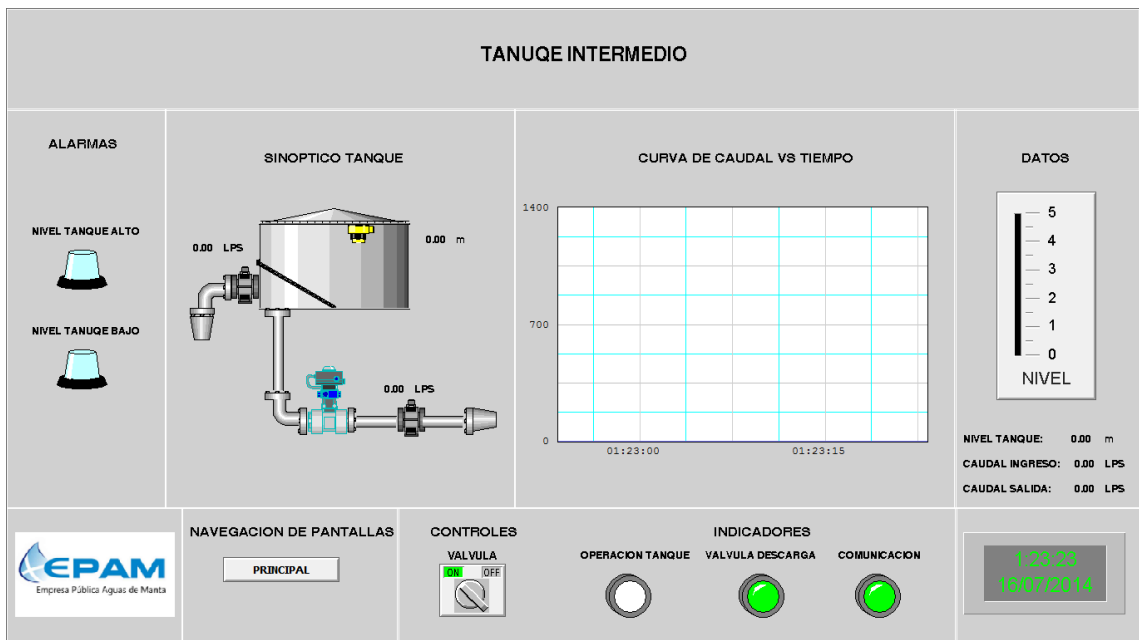 TANUQE INTERMEDIO
ALARMAS
NIVEL TANQUE ALTO
NIVEL TANUQE BAJO
SINOPTICO TANQUE
0.00 LPS
0.00 m
0.00 LPS
CURVA DE CAUDAL VS TIEMPO
1400
700
0
01:23:00 01:23:15
DATOS
5
4
3
2
1
0
NIVEL
NIVEL TANQUE: 0.00 m
CAUDAL INGRESO: 0.00 LPS
CAUDAL SALIDA: 0.00 LPS
EPAM
Empresa Pública Aguas de Manta
NAVEGACION DE PANTALLAS
PRINCIPAL
CONTROLES
VALVULA
ON OFF
INDICADORES
OPERACION TANQUE VALVULA DESCARGA COMUNICACION
1:23:23
16/07/2014